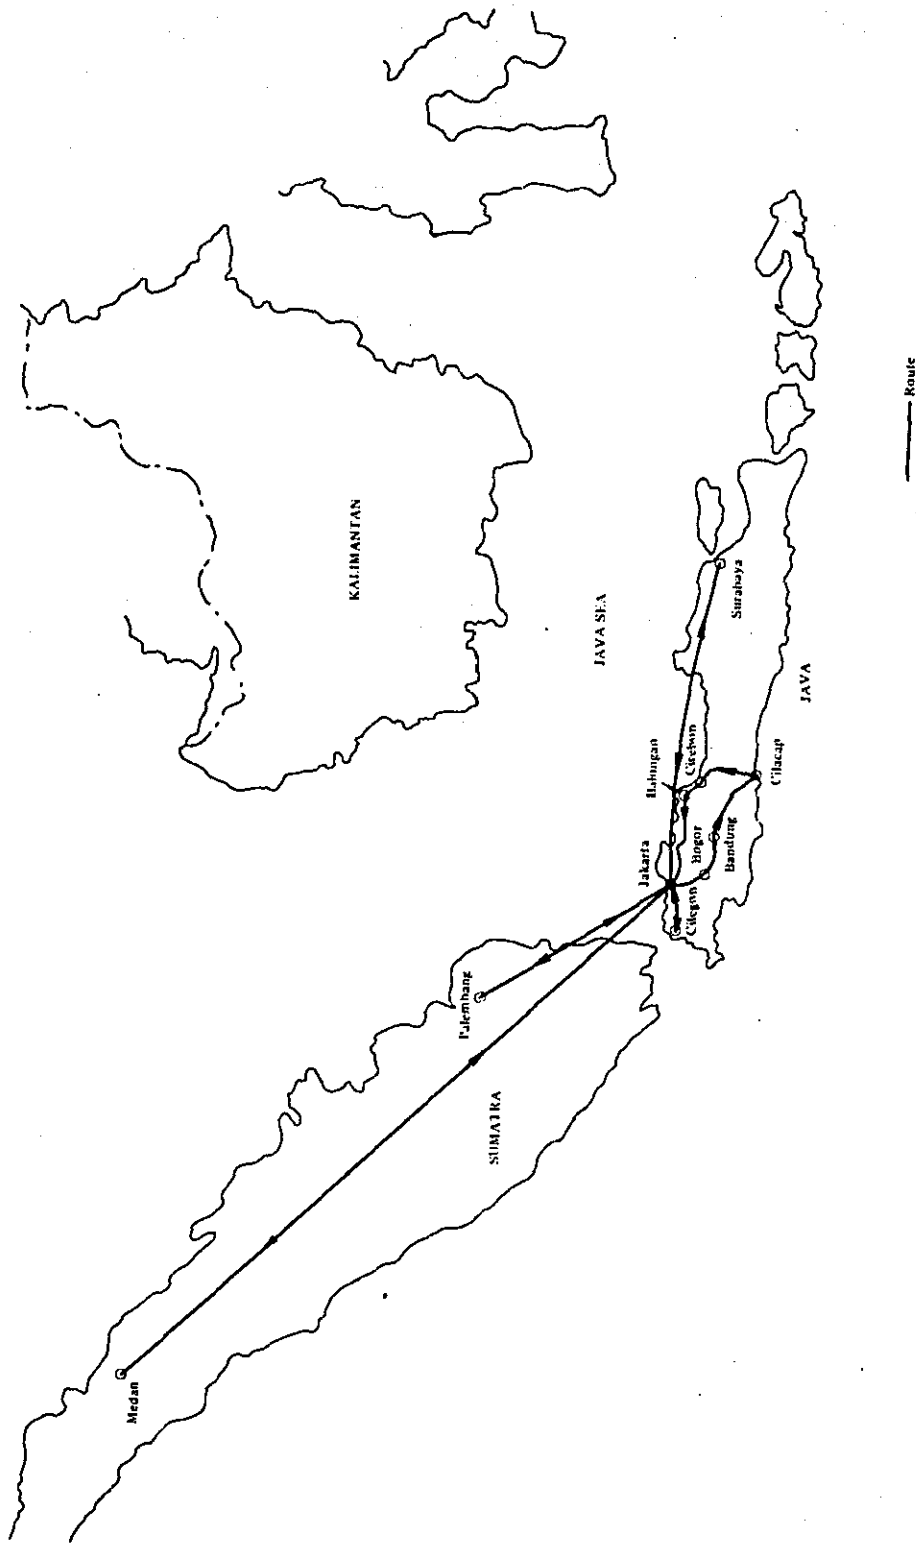 KALIMANTAN
Medan
Palembang
SUMATRA
JAVA SEA
Jakarta
Cirebon
Cilegon
Bogor
Bandung
Surabaya
Cilacap
JAVA
Route